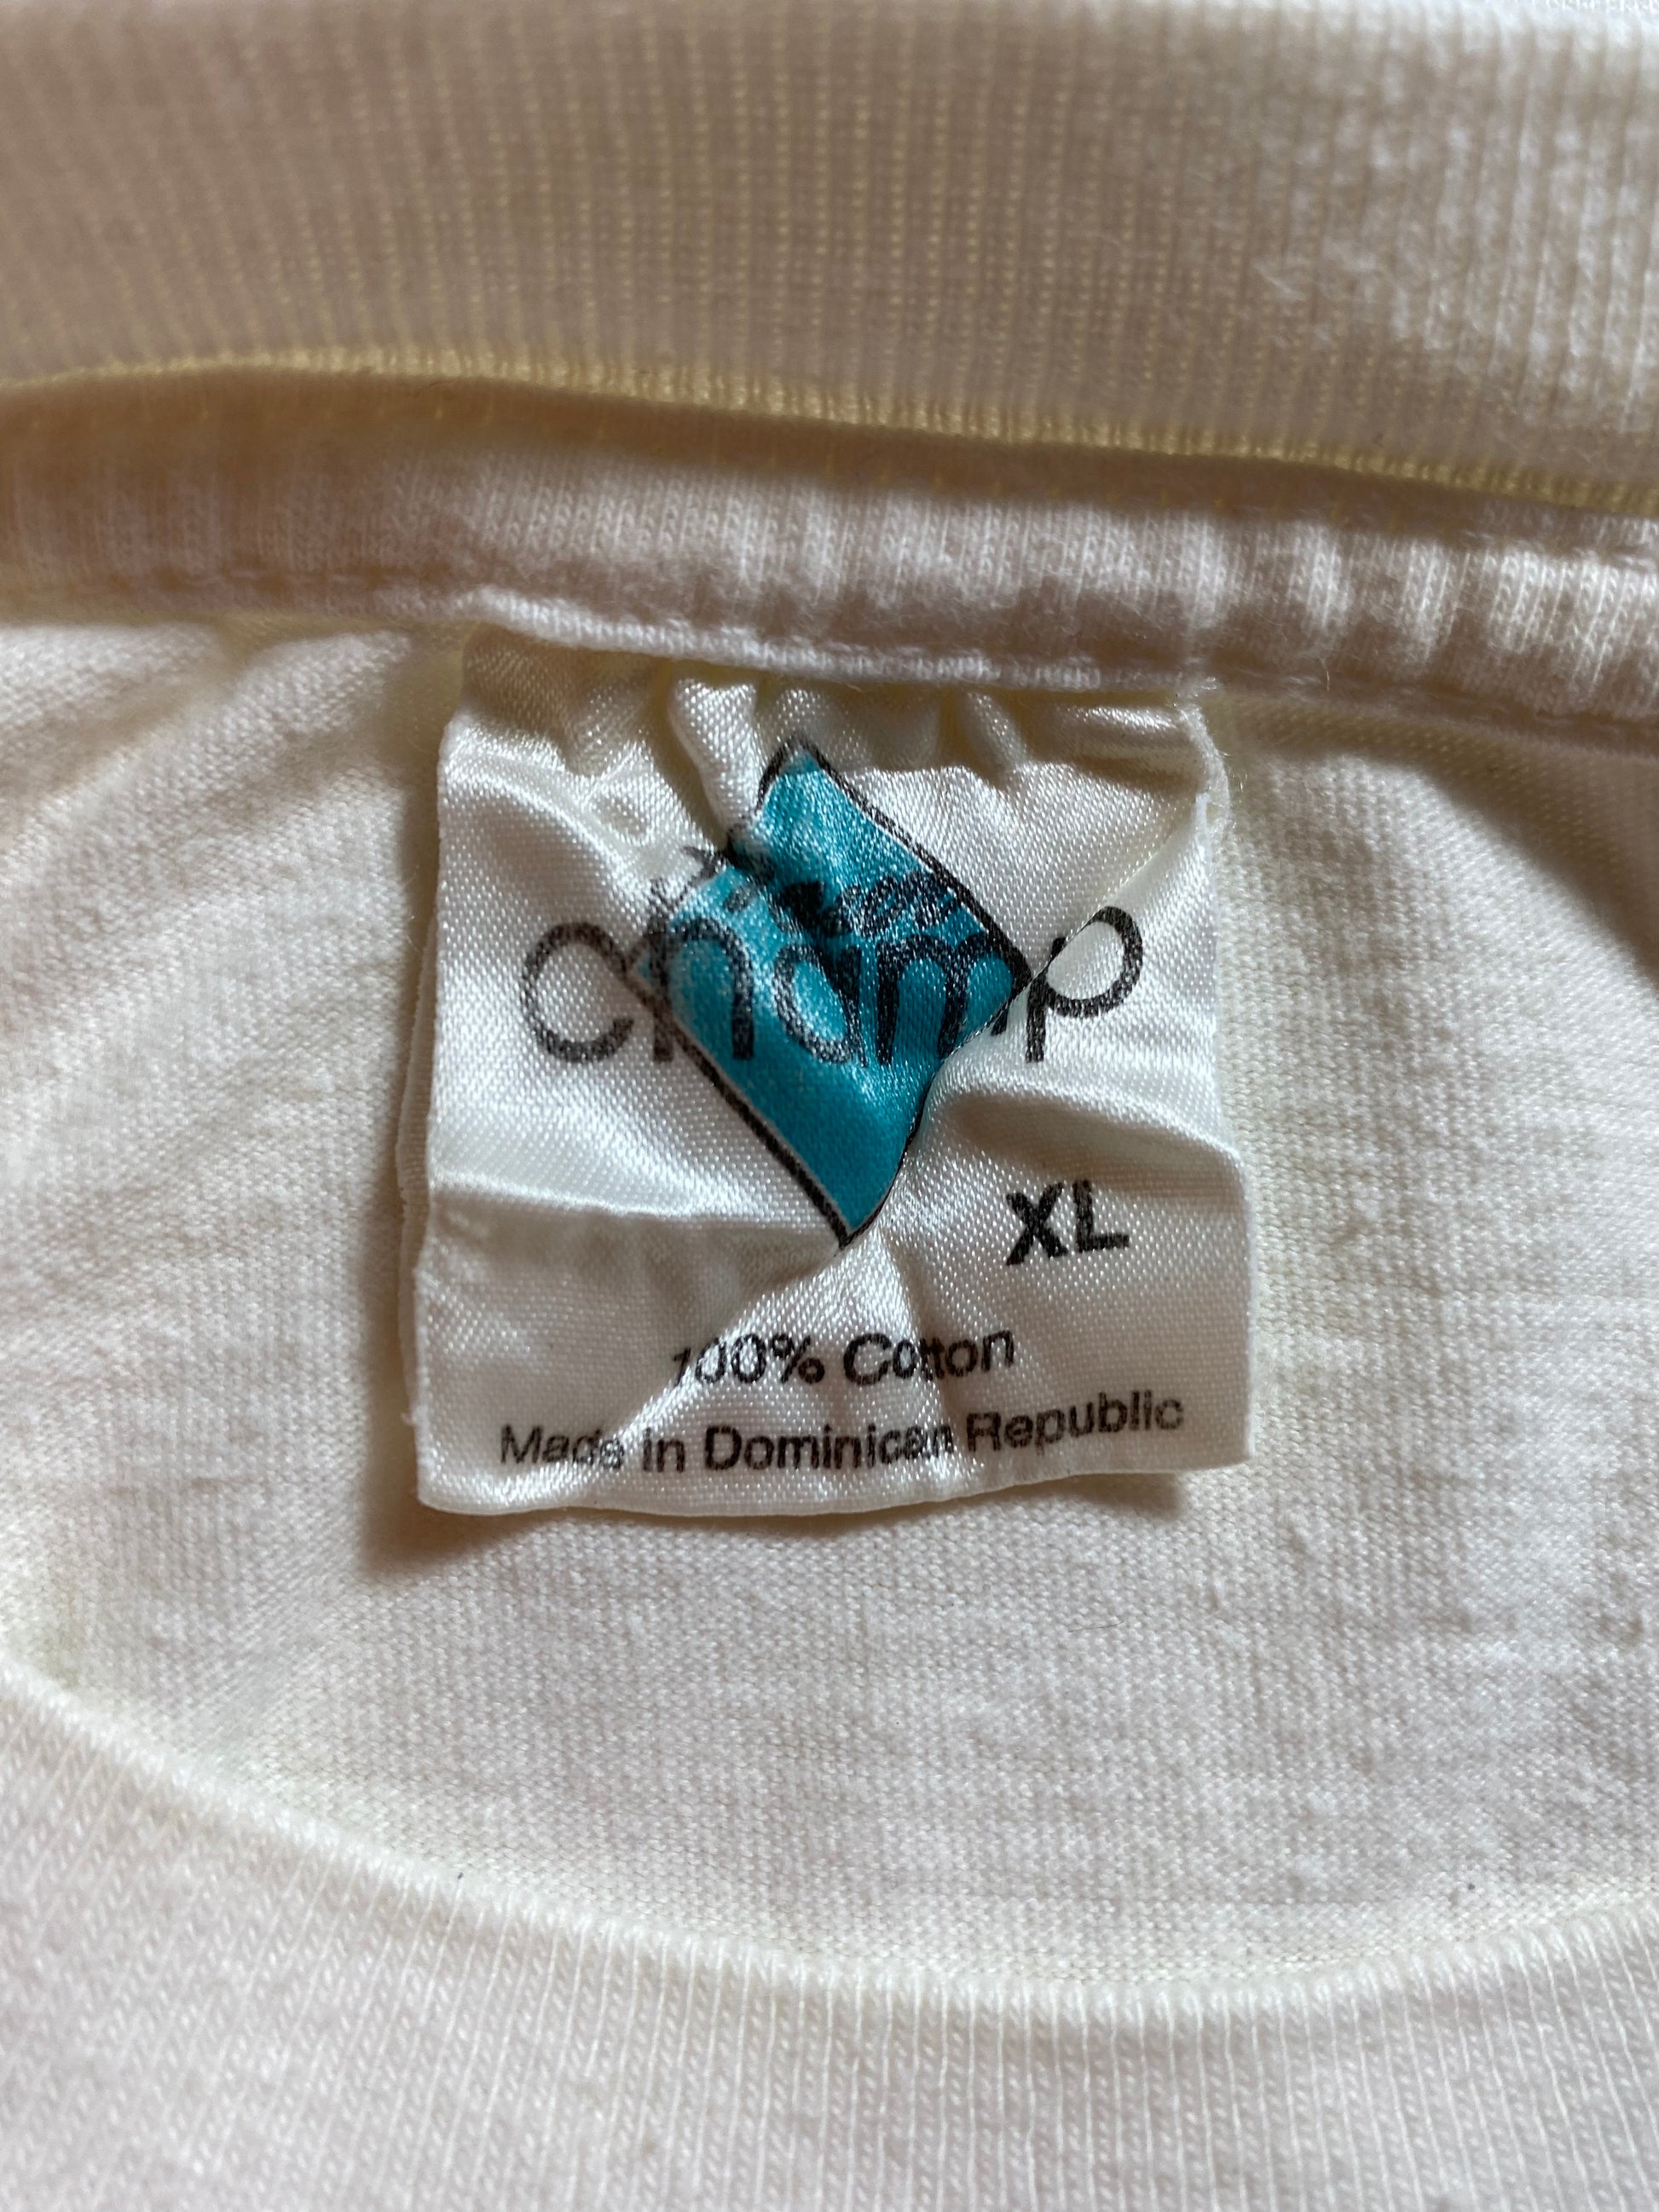 champ
XL
100% Cotton
Made in Dominican Republic